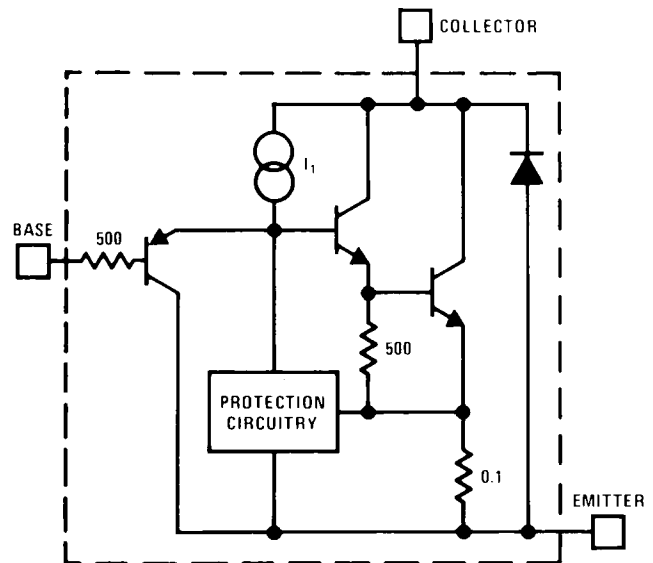 COLLECTOR
I1
BASE
500
500
PROTECTION
CIRCUITRY
0.1
EMITTER